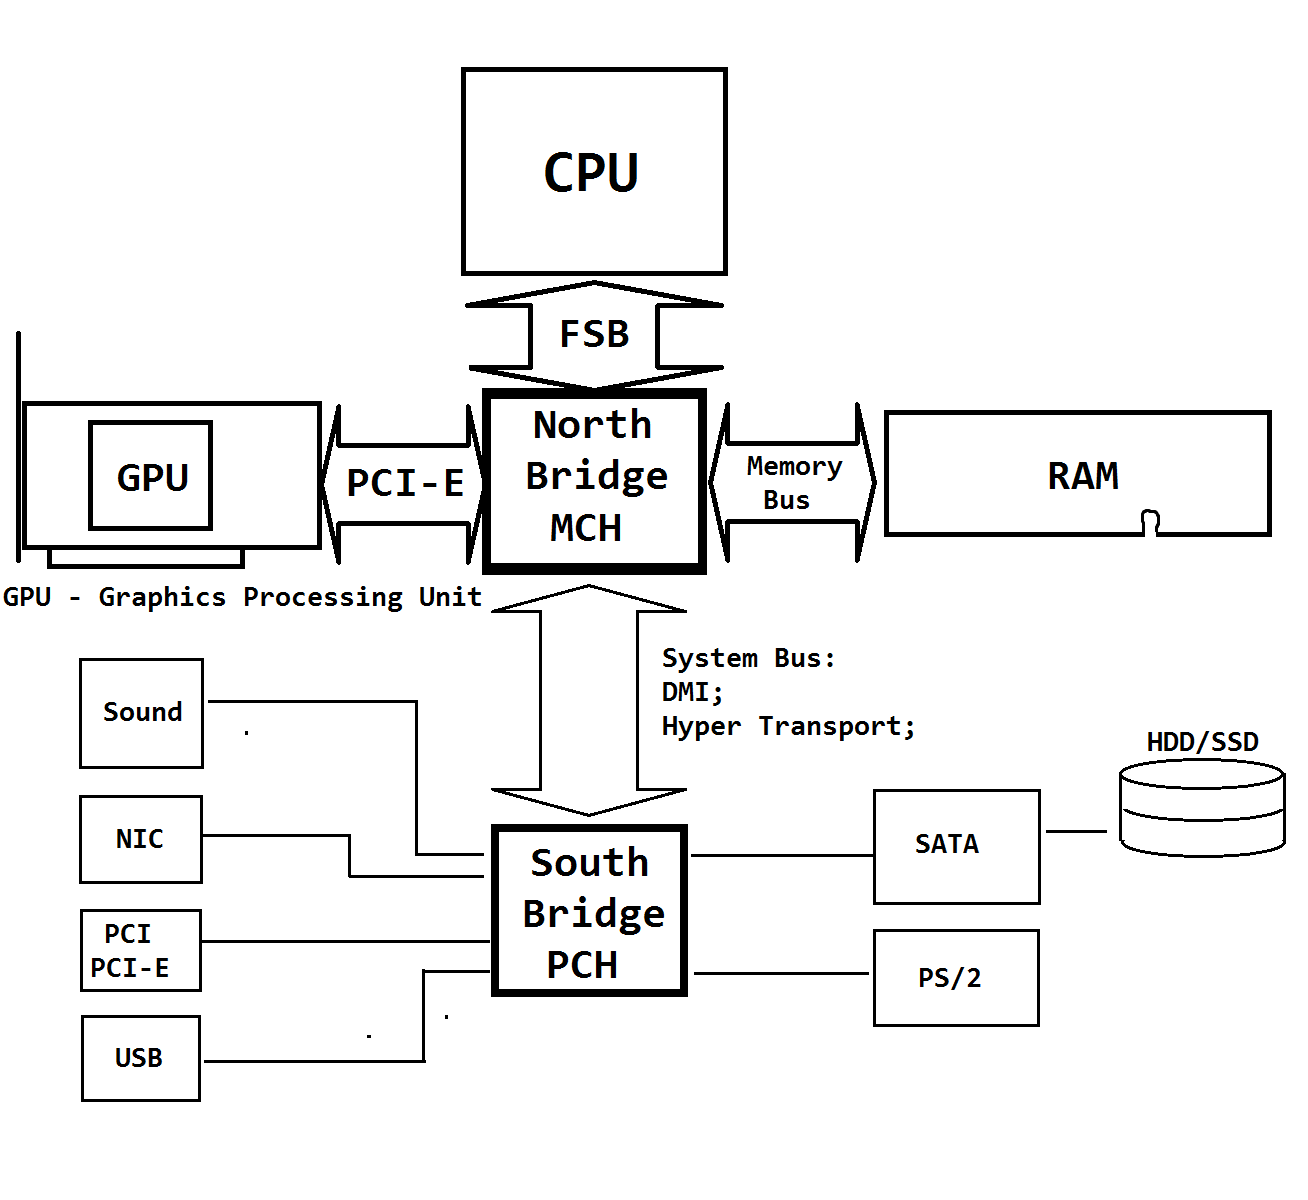 CPU
FSB
North
Bridge
MCH
GPU
PCI-E
Memory
Bus
RAM
GPU - Graphics Processing Unit
System Bus:
DMI;
Hyper Transport;
Sound
NIC
PCI
PCI-E
USB
South
Bridge
PCH
HDD/SSD
SATA
PS/2